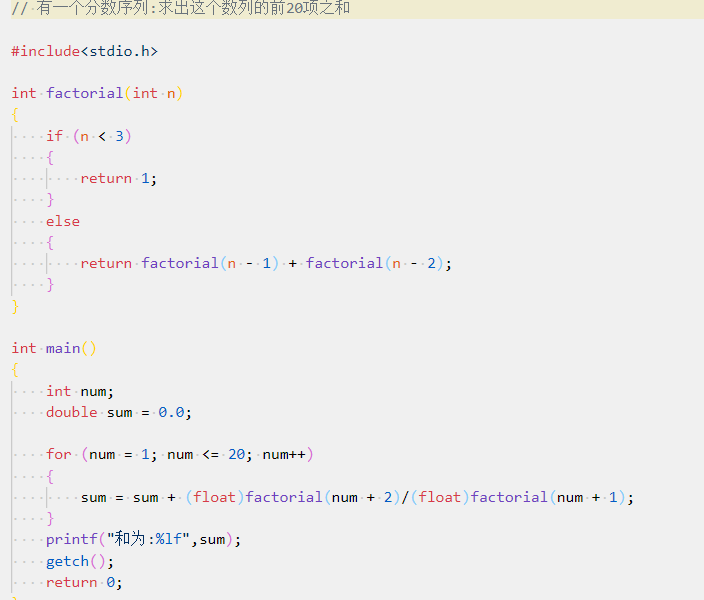 // 有一个分数序列:求出这个数列的前20项之和
#include<stdio.h>
int factorial(int n)
{
    if (n < 3)
    {
        return 1;
    }
    else
    {
        return factorial(n - 1) + factorial(n - 2);
    }
}
int main()
{
    int num;
    double sum = 0.0;
    for (num = 1; num <= 20; num++)
    {
        sum = sum + (float)factorial(num + 2)/(float)factorial(num + 1);
    }
    printf("和为:%lf",sum);
    getch();
    return 0;